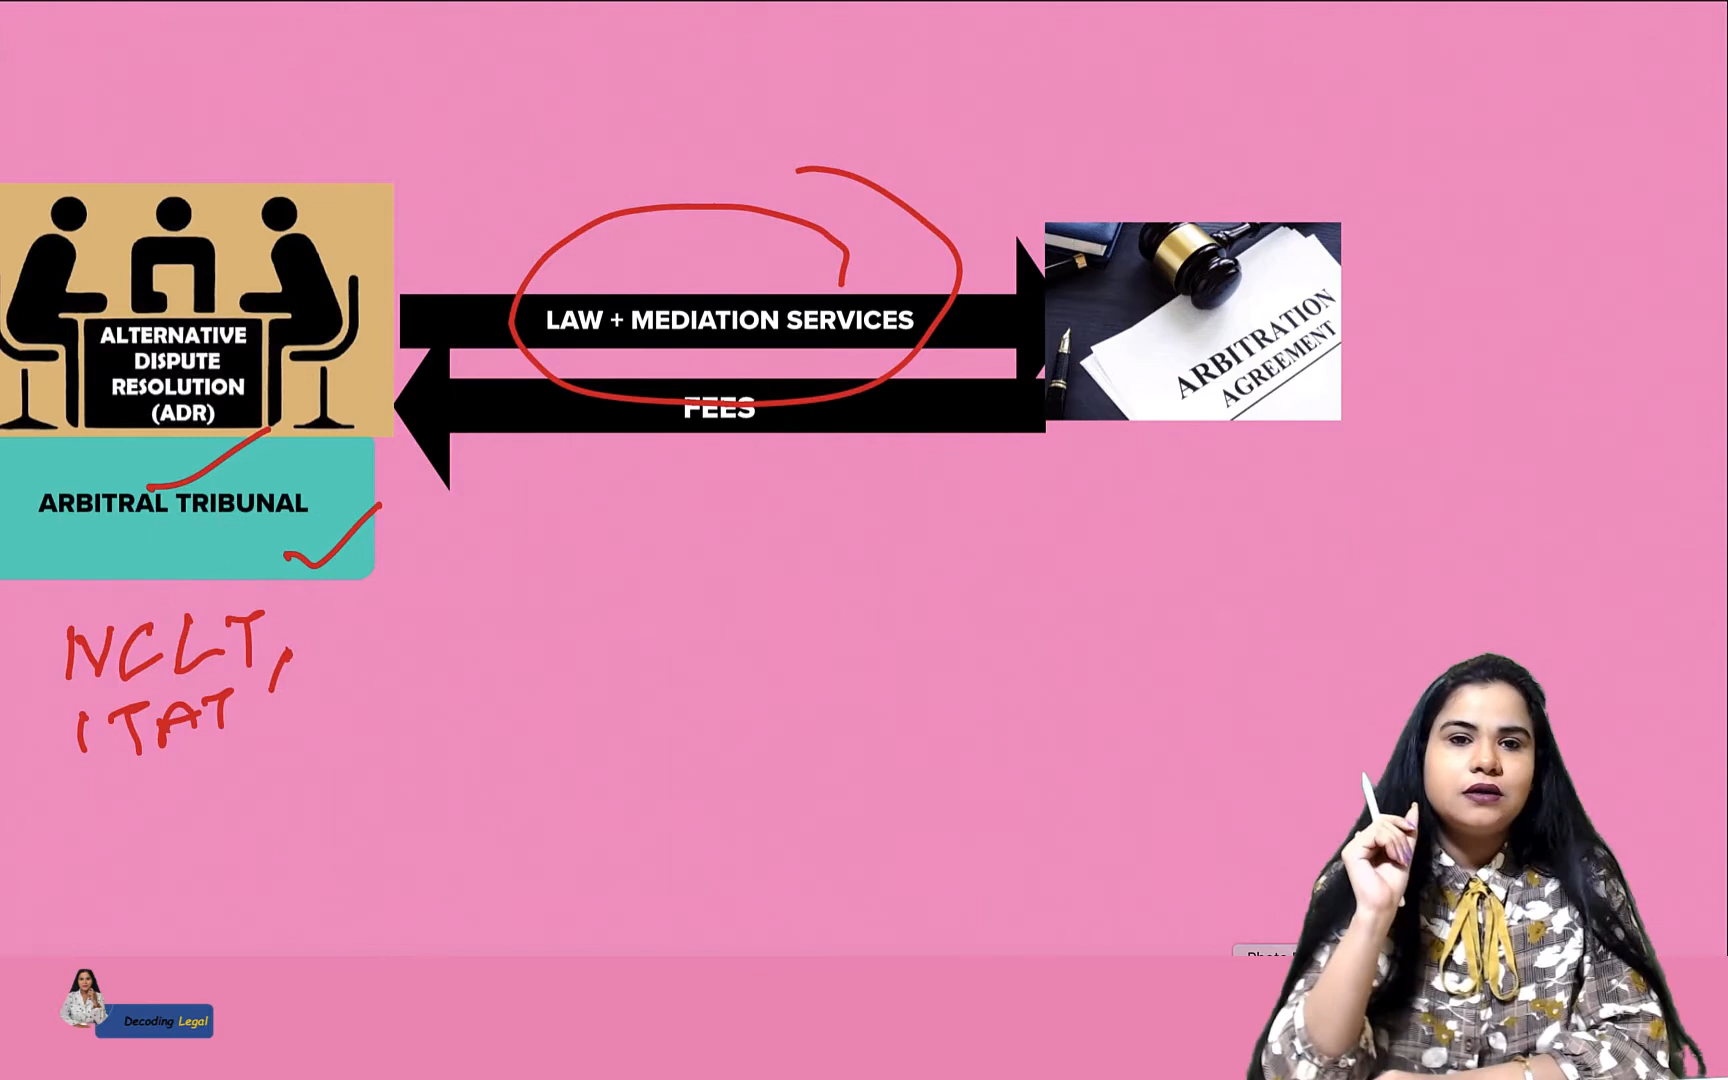 ALTERNATIVE
DISPUTE
RESOLUTION
(ADR)
LAW + MEDIATION SERVICES
FEES
ARBITRATION
AGREEMENT
ARBITRAL TRIBUNAL
NCLT,
ITAT
Decoding Legal